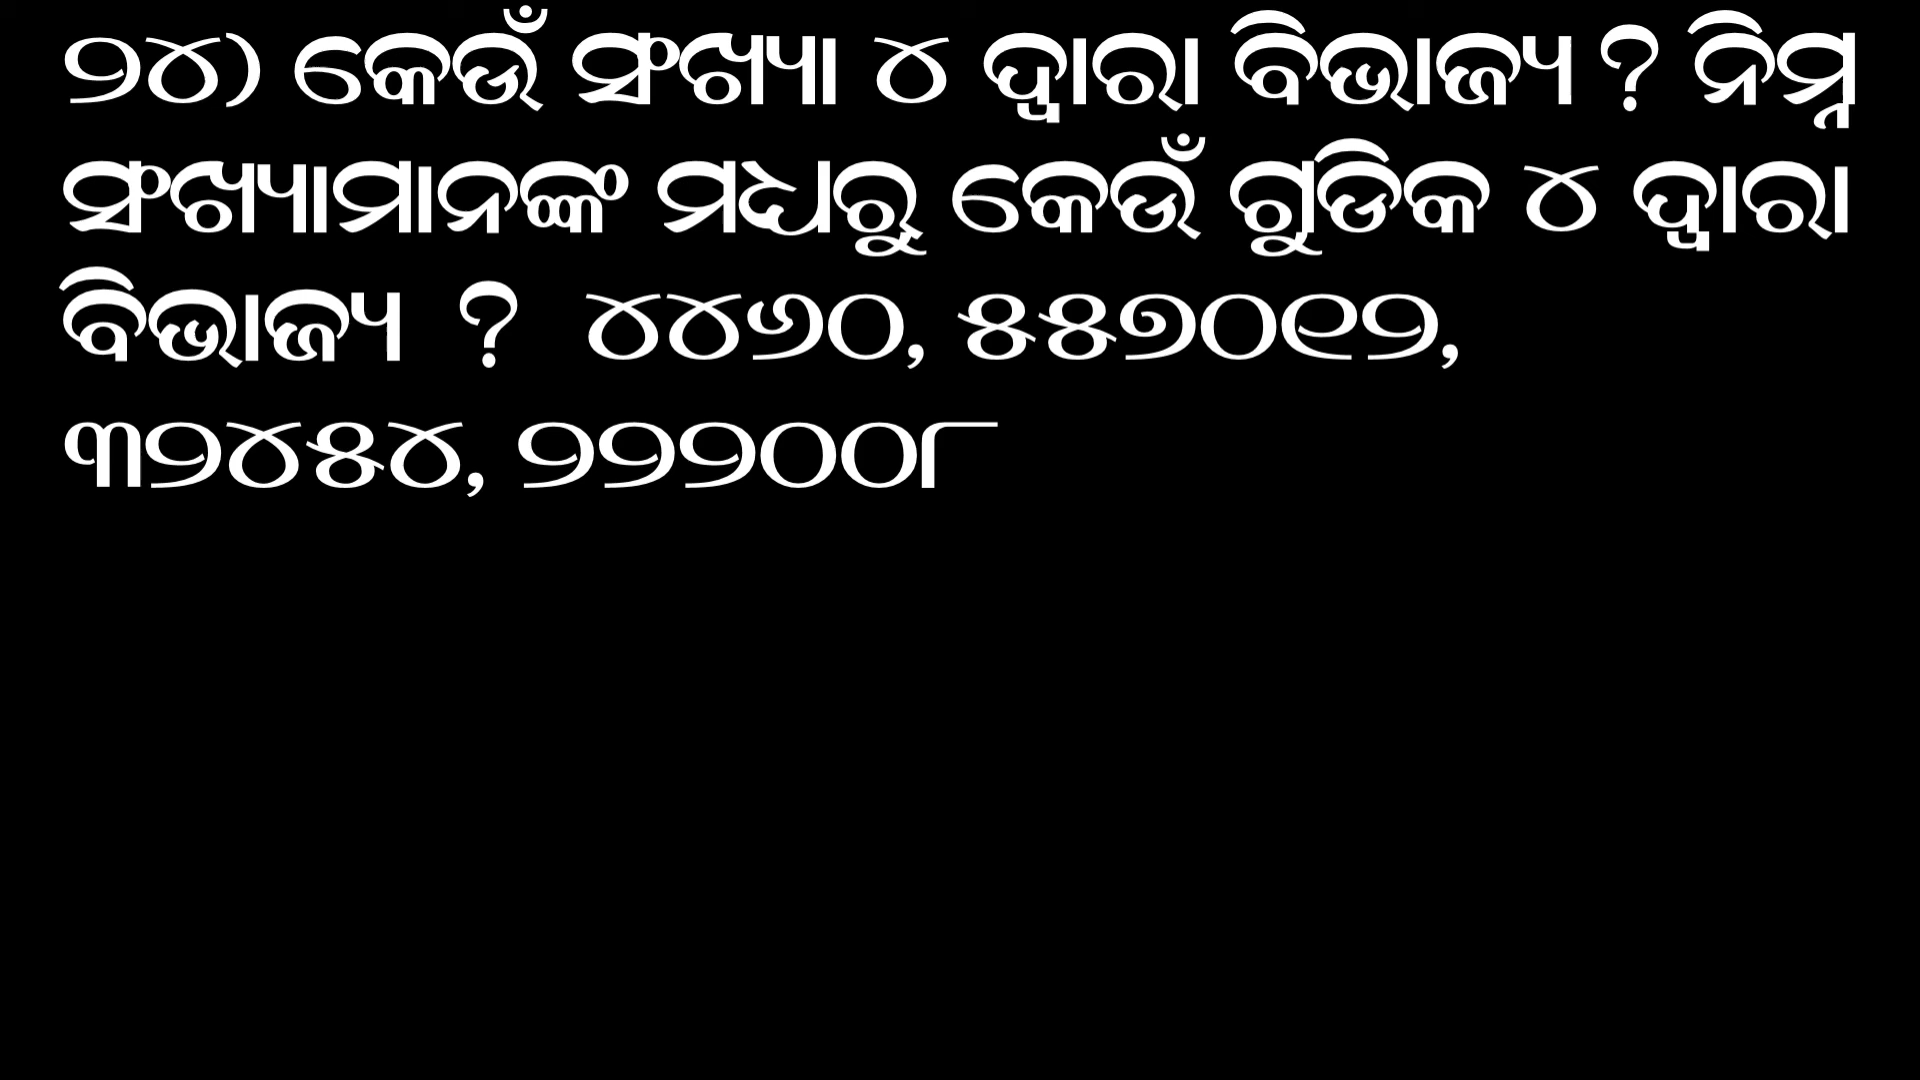 ୨୪) କେଉଁ ସଂଖ୍ୟା ୪ ଦ୍ଵାରା ବିଭାଜ୍ୟ ? ନିମ୍ନ
ସଂଖ୍ୟାମାନଙ୍କ ମଧ୍ୟରୁ କେଉଁ ଗୁଡିକ ୪ ଦ୍ଵାରା
ବିଭାଜ୍ୟ ? ୪୪୬୦, ୫୫୭୦୧୨,
୩୨୪୫୪, ୨୨୨୦୦୮